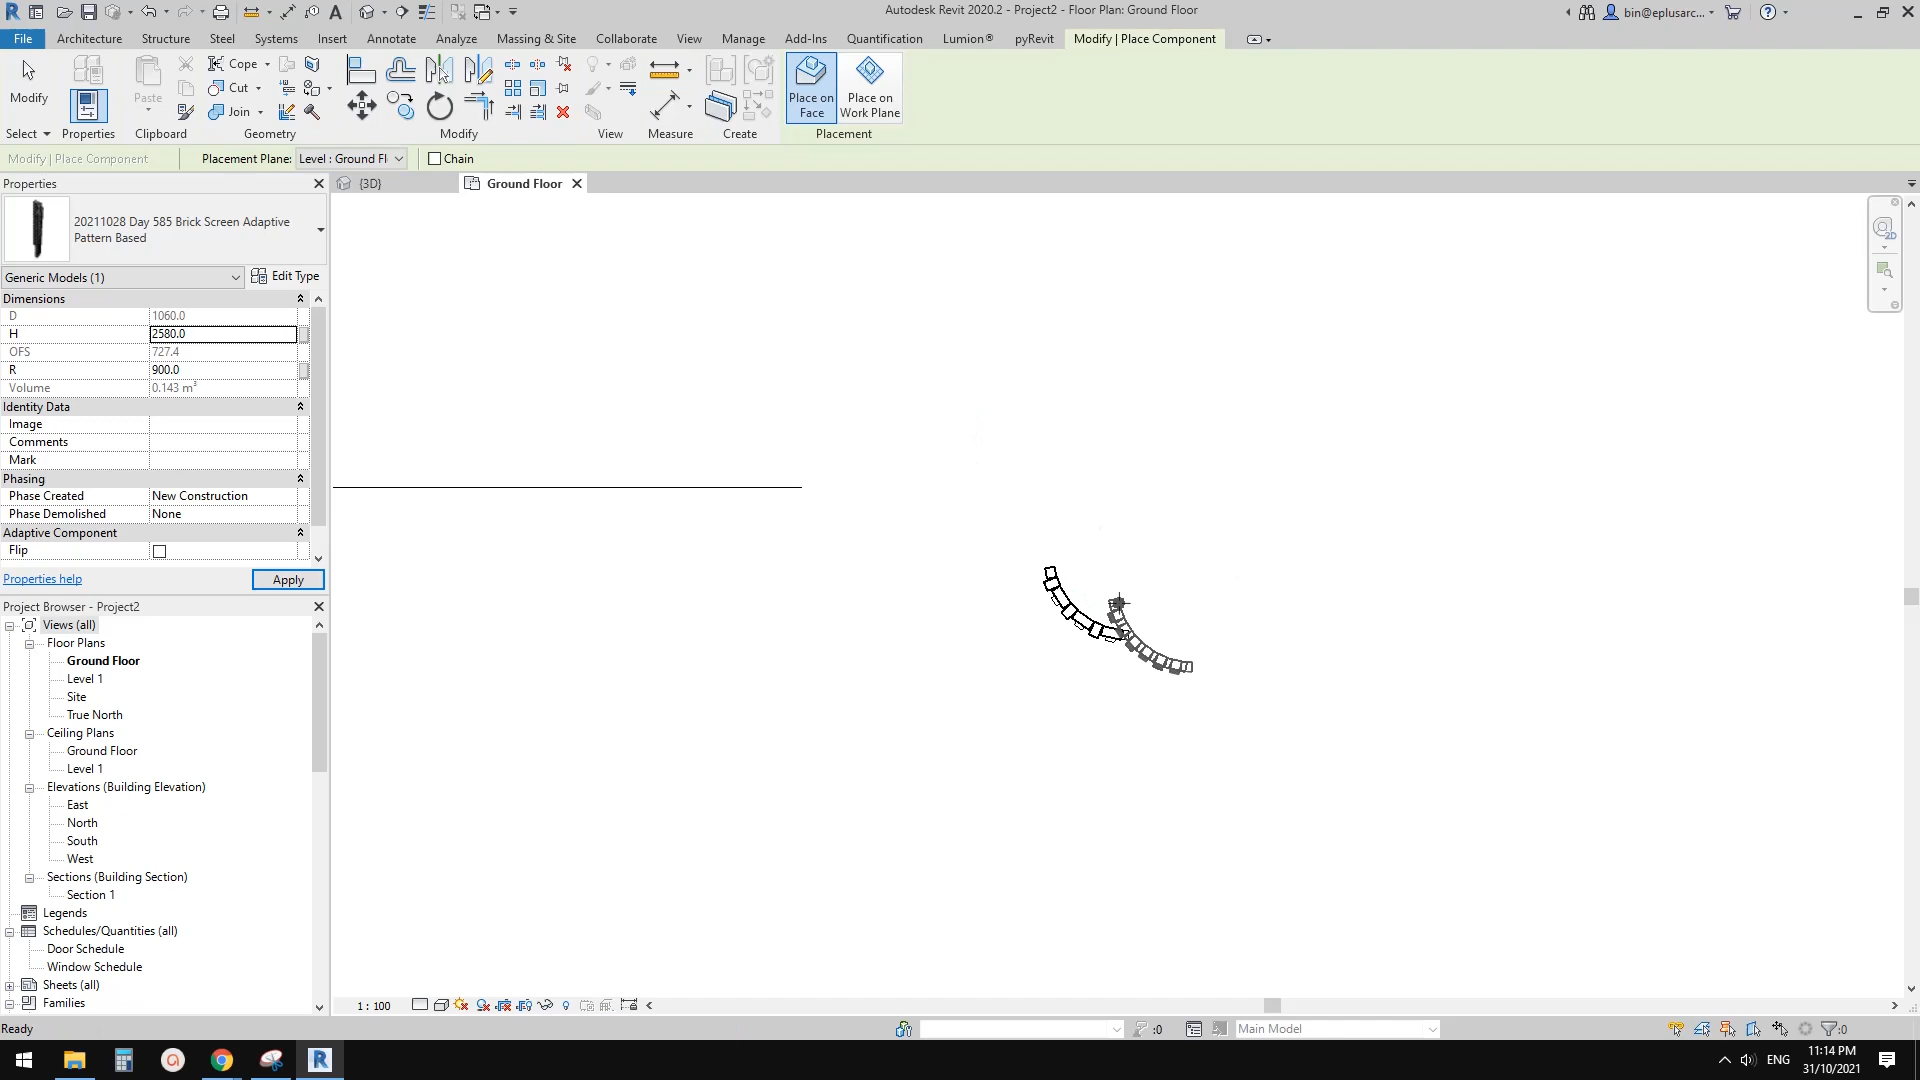 Autodesk Revit 2020.2 - Project2 - Floor Plan: Ground Floor
bin@eplusarc...
File
Architecture
Structure
Steel
Systems
Insert
Annotate
Analyze
Massing & Site
Collaborate
View
Manage
Add-Ins
Quantification
Lumion®
pyRevit
Modify | Place Component
Modify
Paste
Cope
Cut
Join
Place on
Face
Place on
Work Plane
Select
Properties
Clipboard
Geometry
Modify
View
Measure
Create
Placement
Modify | Place Component
Placement Plane:
Level : Ground Fl
Chain
Properties
{3D}
Ground Floor
20211028 Day 585 Brick Screen Adaptive
Pattern Based
Generic Models (1)
Edit Type
Dimensions
D 1060.0
H 2580.0
OFS 727.4
R 900.0
Volume 0.143 m³
Identity Data
Image
Comments
Mark
Phasing
Phase Created New Construction
Phase Demolished None
Adaptive Component
Flip
Properties help
Apply
Project Browser - Project2
Views (all)
Floor Plans
Ground Floor
Level 1
Site
True North
Ceiling Plans
Ground Floor
Level 1
Elevations (Building Elevation)
East
North
South
West
Sections (Building Section)
Section 1
Legends
Schedules/Quantities (all)
Door Schedule
Window Schedule
Sheets (all)
Families
2D
1 : 100
Ready
:0
Main Model
:0
ENG
11:14 PM
31/10/2021